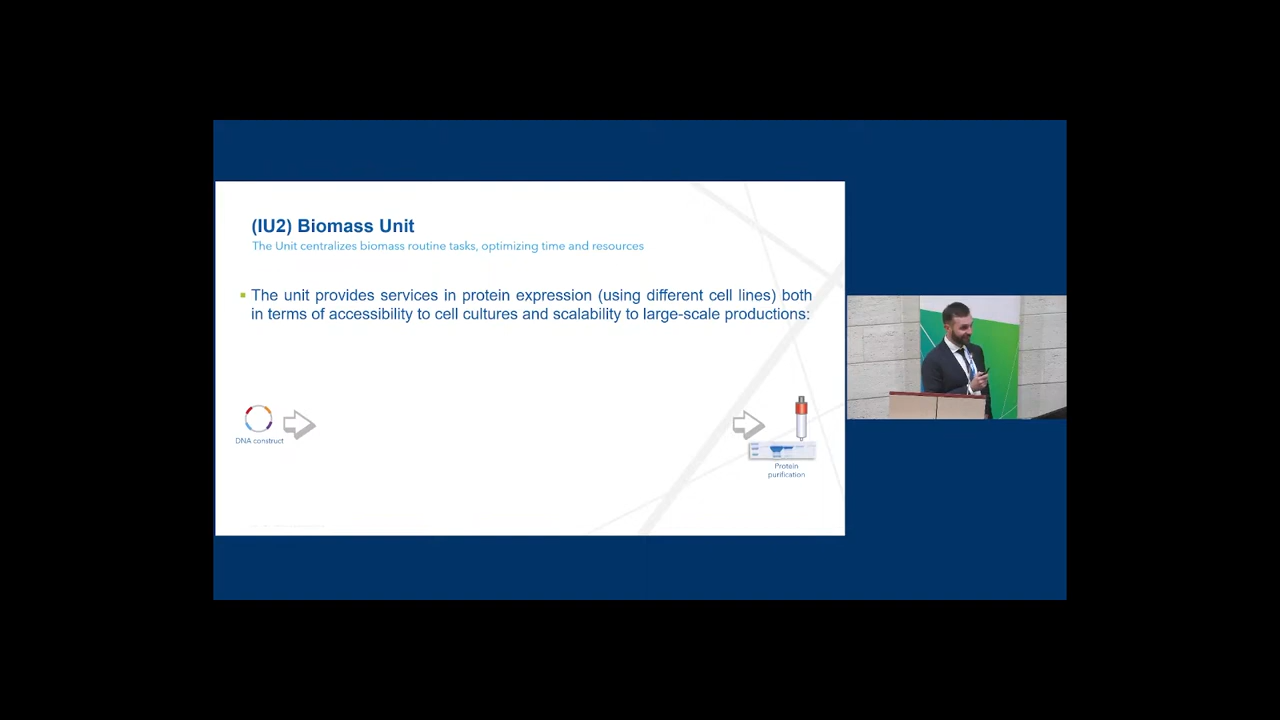 (IU2) Biomass Unit
The Unit centralizes biomass routine tasks, optimizing time and resources
The unit provides services in protein expression (using different cell lines) both
in terms of accessibility to cell cultures and scalability to large-scale productions:
DNA construct
Protein
purification